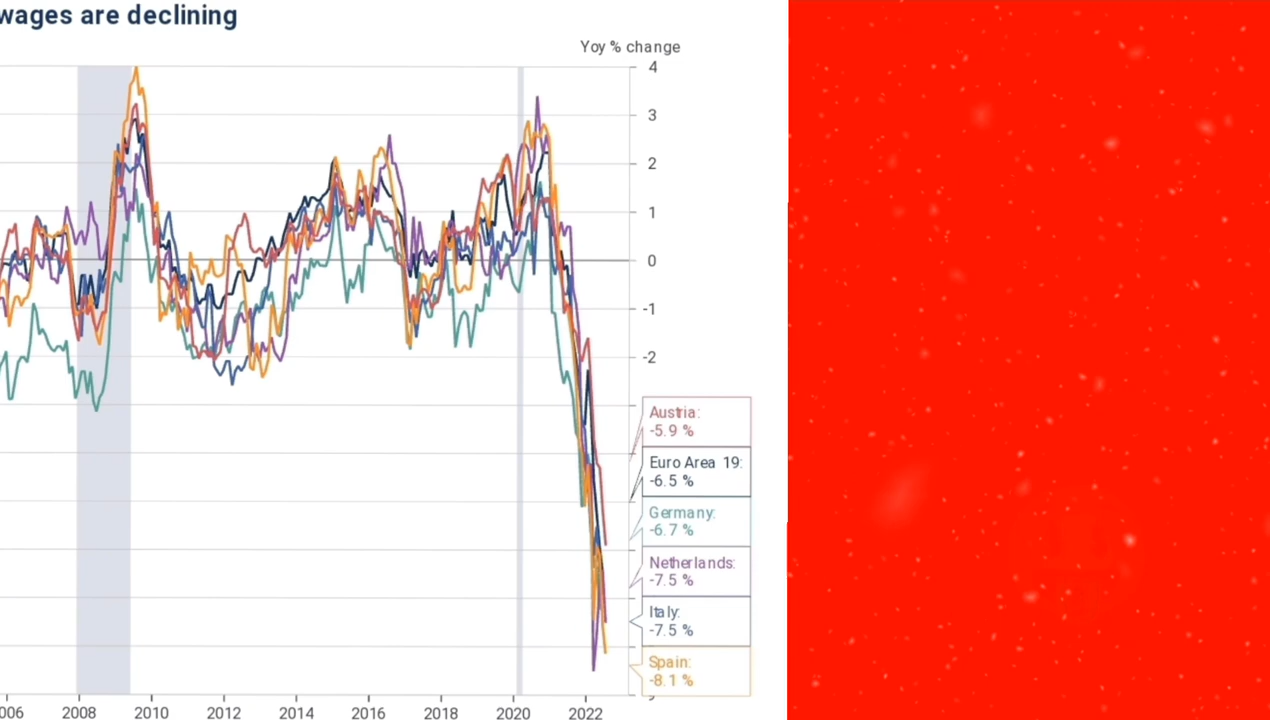 wages are declining
Yoy % change
4
3
2
1
0
-1
-2
Austria:
-5.9 %
Euro Area 19:
-6.5 %
Germany:
-6.7 %
Netherlands:
-7.5 %
Italy:
-7.5 %
Spain:
-8.1 %
006 2008 2010 2012 2014 2016 2018 2020 2022